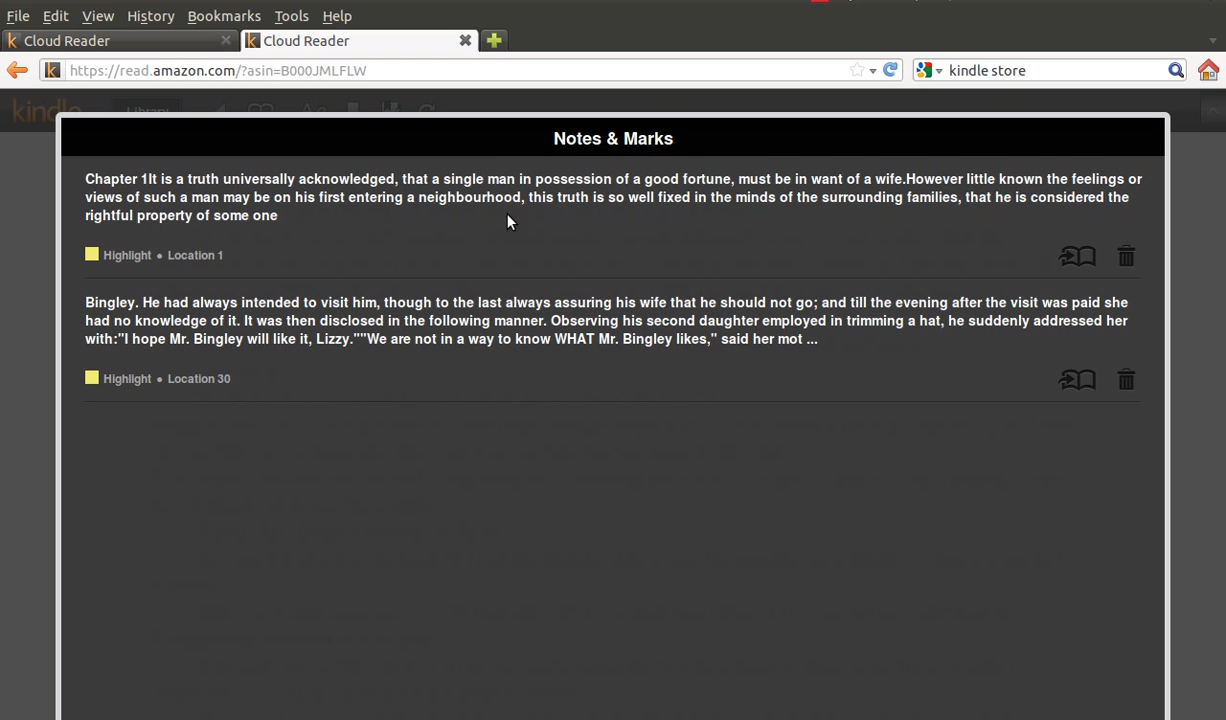 File Edit View History Bookmarks Tools Help
Cloud Reader Cloud Reader
https://read.amazon.com/?asin=B000JMLFLW kindle store
kindle Library Aa
Notes & Marks
Chapter 1It is a truth universally acknowledged, that a single man in possession of a good fortune, must be in want of a wife.However little known the feelings or
views of such a man may be on his first entering a neighbourhood, this truth is so well fixed in the minds of the surrounding families, that he is considered the
rightful property of some one
Highlight • Location 1
Bingley. He had always intended to visit him, though to the last always assuring his wife that he should not go; and till the evening after the visit was paid she
had no knowledge of it. It was then disclosed in the following manner. Observing his second daughter employed in trimming a hat, he suddenly addressed her
with:"I hope Mr. Bingley will like it, Lizzy.""We are not in a way to know WHAT Mr. Bingley likes," said her mot ...
Highlight • Location 30